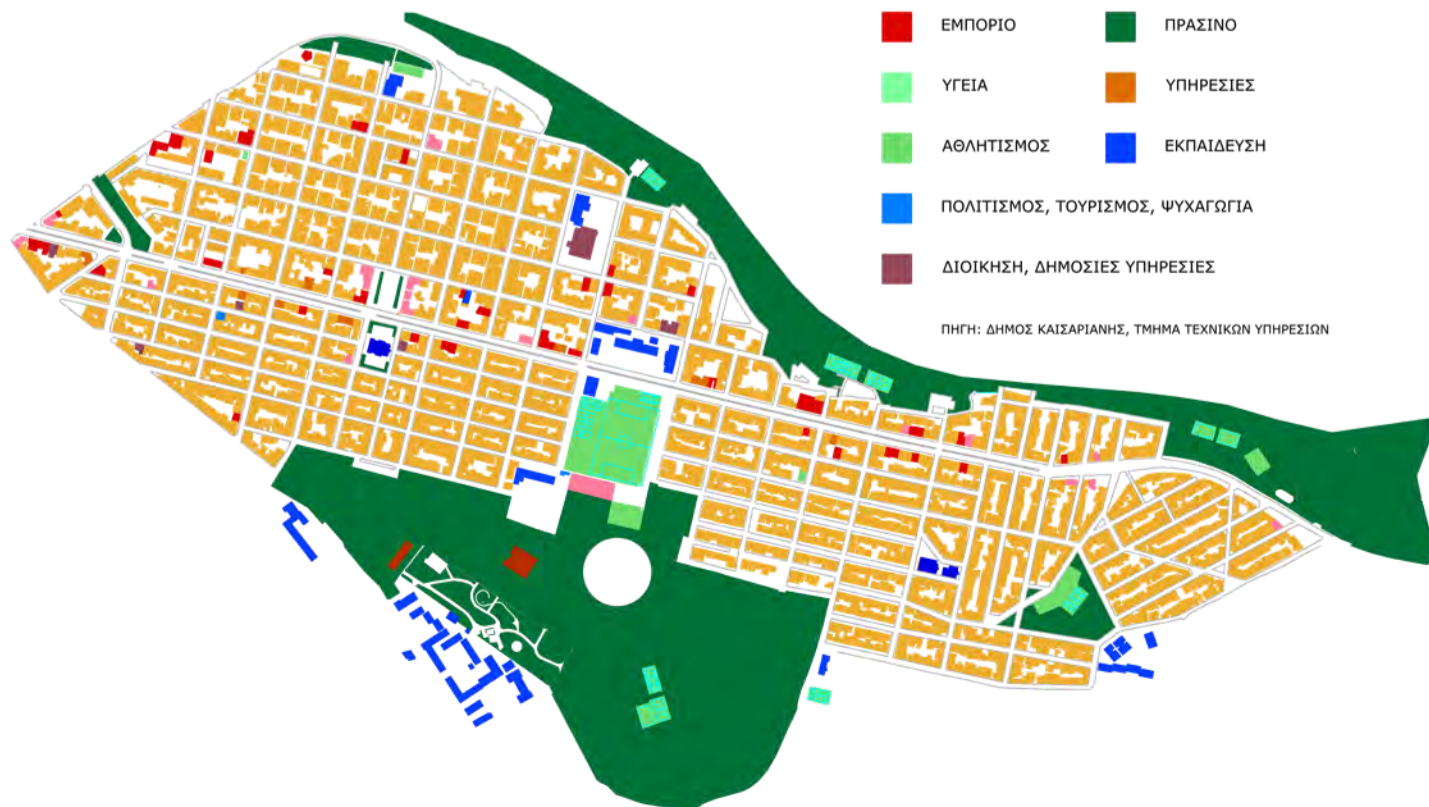 ΕΜΠΟΡΙΟ
ΠΡΑΣΙΝΟ
ΥΓΕΙΑ
ΥΠΗΡΕΣΙΕΣ
ΑΘΛΗΤΙΣΜΟΣ
ΕΚΠΑΙΔΕΥΣΗ
ΠΟΛΙΤΙΣΜΟΣ, ΤΟΥΡΙΣΜΟΣ, ΨΥΧΑΓΩΓΙΑ
ΔΙΟΙΚΗΣΗ, ΔΗΜΟΣΙΕΣ ΥΠΗΡΕΣΙΕΣ
ΠΗΓΗ: ΔΗΜΟΣ ΚΑΙΣΑΡΙΑΝΗΣ, ΤΜΗΜΑ ΤΕΧΝΙΚΩΝ ΥΠΗΡΕΣΙΩΝ